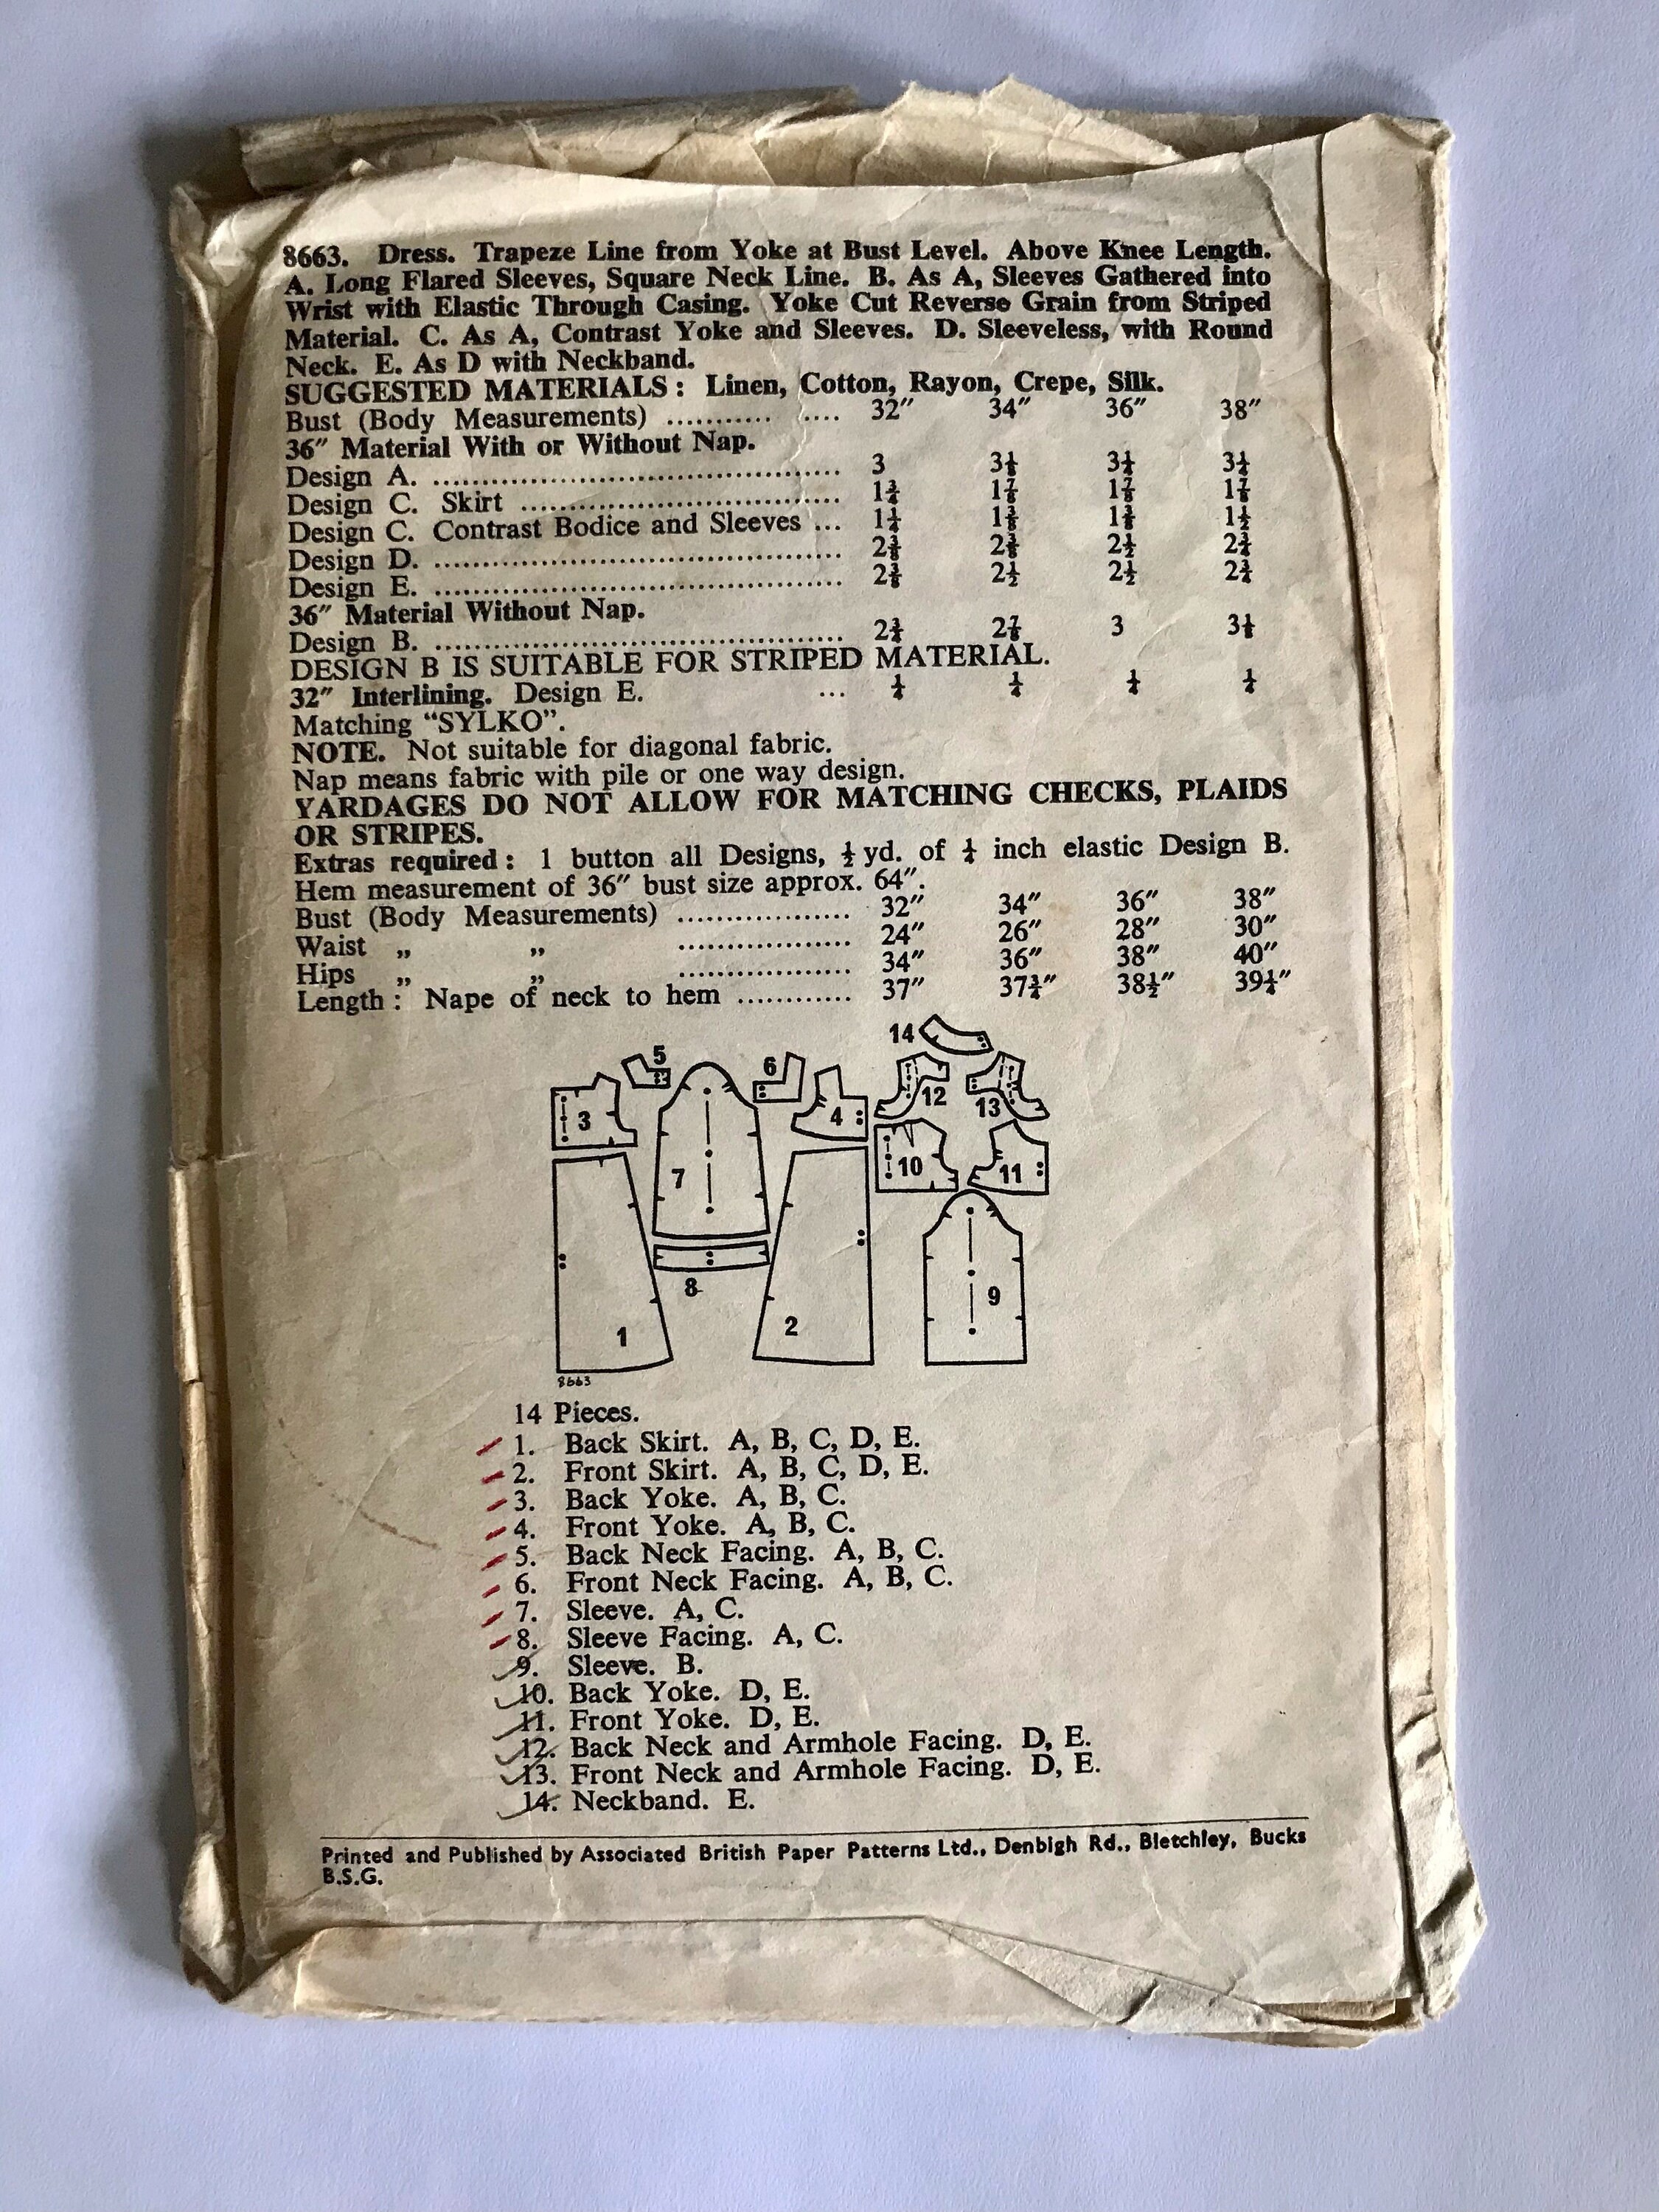 8663. Dress. Trapeze Line from Yoke at Bust Level. Above Knee Length.
A. Long Flared Sleeves, Square Neck Line. B. As A, Sleeves Gathered into
Wrist with Elastic Through Casing. Yoke Cut Reverse Grain from Striped
Material. C. As A, Contrast Yoke and Sleeves. D. Sleeveless, with Round
Neck. E. As D with Neckband.
SUGGESTED MATERIALS : Linen, Cotton, Rayon, Crepe, Silk.
Bust (Body Measurements) ........... .... 32″ 34″ 36″ 38″
36″ Material With or Without Nap.
Design A. ................................................ 3 3⅛ 3¼ 3¼
Design C. Skirt ..................................... 1¾ 1⅞ 1⅞ 1⅞
Design C. Contrast Bodice and Sleeves ... 1¼ 1⅜ 1⅜ 1½
Design D. ................................................ 2⅜ 2⅜ 2½ 2¾
Design E. ................................................ 2⅜ 2½ 2½ 2¾
36″ Material Without Nap.
Design B. ................................................ 2¾ 2⅞ 3 3⅛
DESIGN B IS SUITABLE FOR STRIPED MATERIAL.
32″ Interlining. Design E. ... ¼ ¼ ¼ ¼
Matching “SYLKO”.
NOTE. Not suitable for diagonal fabric.
Nap means fabric with pile or one way design.
YARDAGES DO NOT ALLOW FOR MATCHING CHECKS, PLAIDS
OR STRIPES.
Extras required : 1 button all Designs, ½ yd. of ¼ inch elastic Design B.
Hem measurement of 36″ bust size approx. 64″.
Bust (Body Measurements) .................. 32″ 34″ 36″ 38″
Waist „ „ .................. 24″ 26″ 28″ 30″
Hips „ „ .................. 34″ 36″ 38″ 40″
Length : Nape of neck to hem ............ 37″ 37¾″ 38½″ 39¼″
14
5
6
12
13
3
4
7
10
11
8
9
1
2
8663
14 Pieces.
1. Back Skirt. A, B, C, D, E.
2. Front Skirt. A, B, C, D, E.
3. Back Yoke. A, B, C.
4. Front Yoke. A, B, C.
5. Back Neck Facing. A, B, C.
6. Front Neck Facing. A, B, C.
7. Sleeve. A, C.
8. Sleeve Facing. A, C.
9. Sleeve. B.
10. Back Yoke. D, E.
11. Front Yoke. D, E.
12. Back Neck and Armhole Facing. D, E.
13. Front Neck and Armhole Facing. D, E.
14. Neckband. E.
Printed and Published by Associated British Paper Patterns Ltd., Denbigh Rd., Bletchley, Bucks
B.S.G.